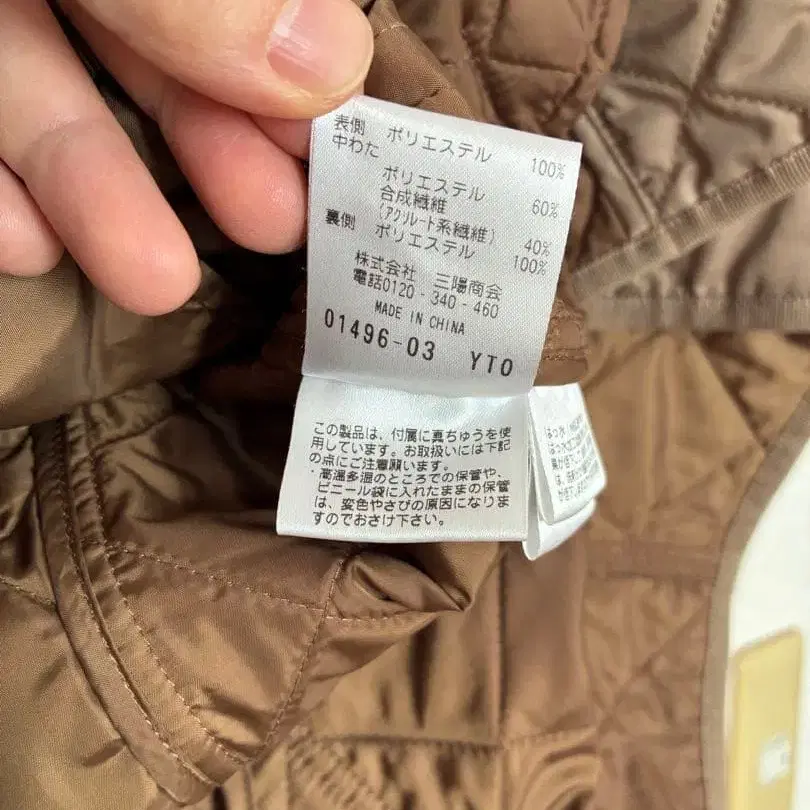 表側 ポリエステル 100%
中わた
ポリエステル 60%
合成繊維
(アクリルート系繊維) 40%
裏側 ポリエステル 100%
株式会社 三陽商会
電話0120-340-460
MADE IN CHINA
01496-03 YTO
この製品は、付属に真ちゅうを使
用しています。お取扱いには下記
の点にご注意願います。
・高温多湿のところでの保管や、
ビニール袋に入れたままの保管
は、変色やさびの原因になりま
すのでおさけ下さい。